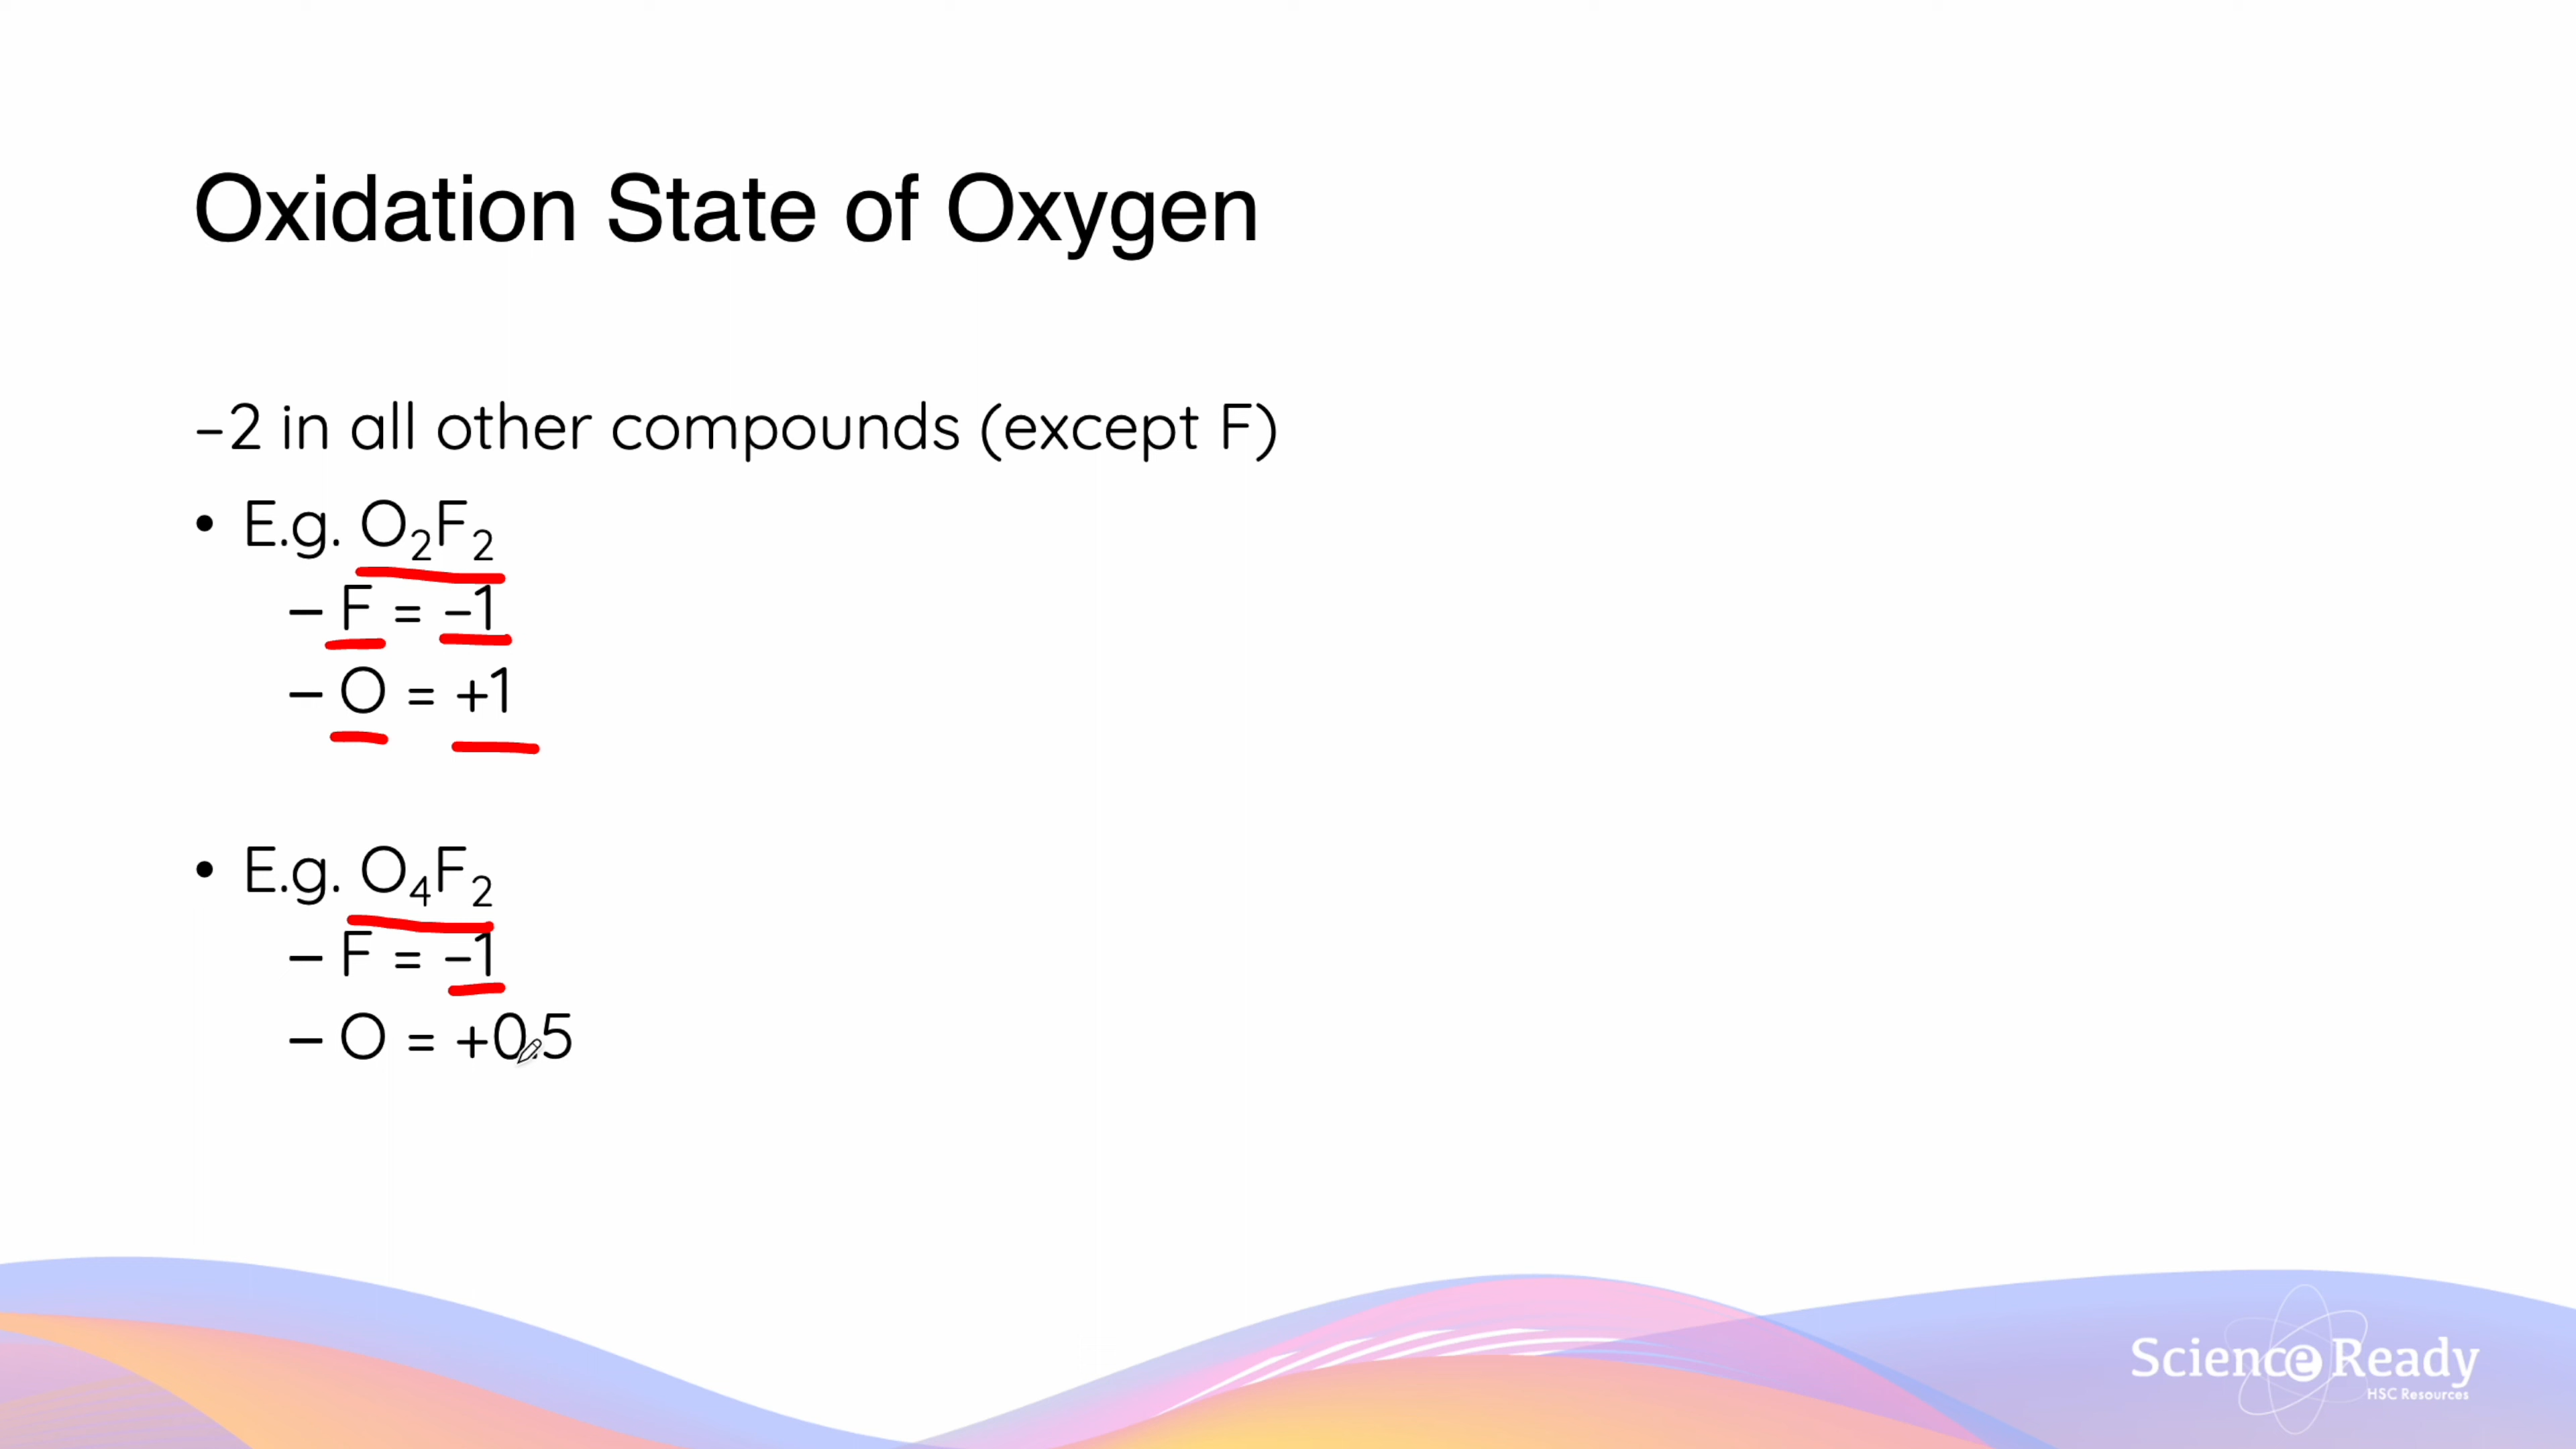 Oxidation State of Oxygen
–2 in all other compounds (except F)
• E.g. O₂F₂
– F = –1
– O = +1
• E.g. O₄F₂
– F = –1
– O = +0.5
Science Ready
HSC Resources